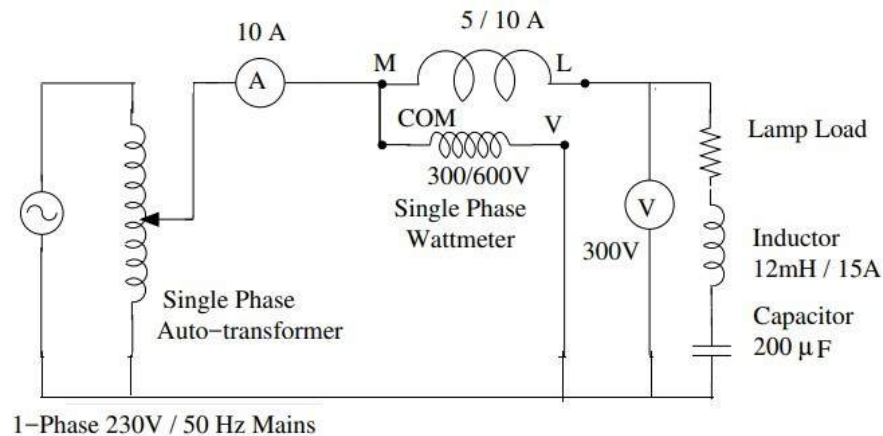 10 A
5 / 10 A
A
M
L
COM
V
300/600V
Single Phase
Wattmeter
V
300V
Lamp Load
Inductor
12mH / 15A
Capacitor
200 μF
Single Phase
Auto−transformer
1−Phase 230V / 50 Hz Mains